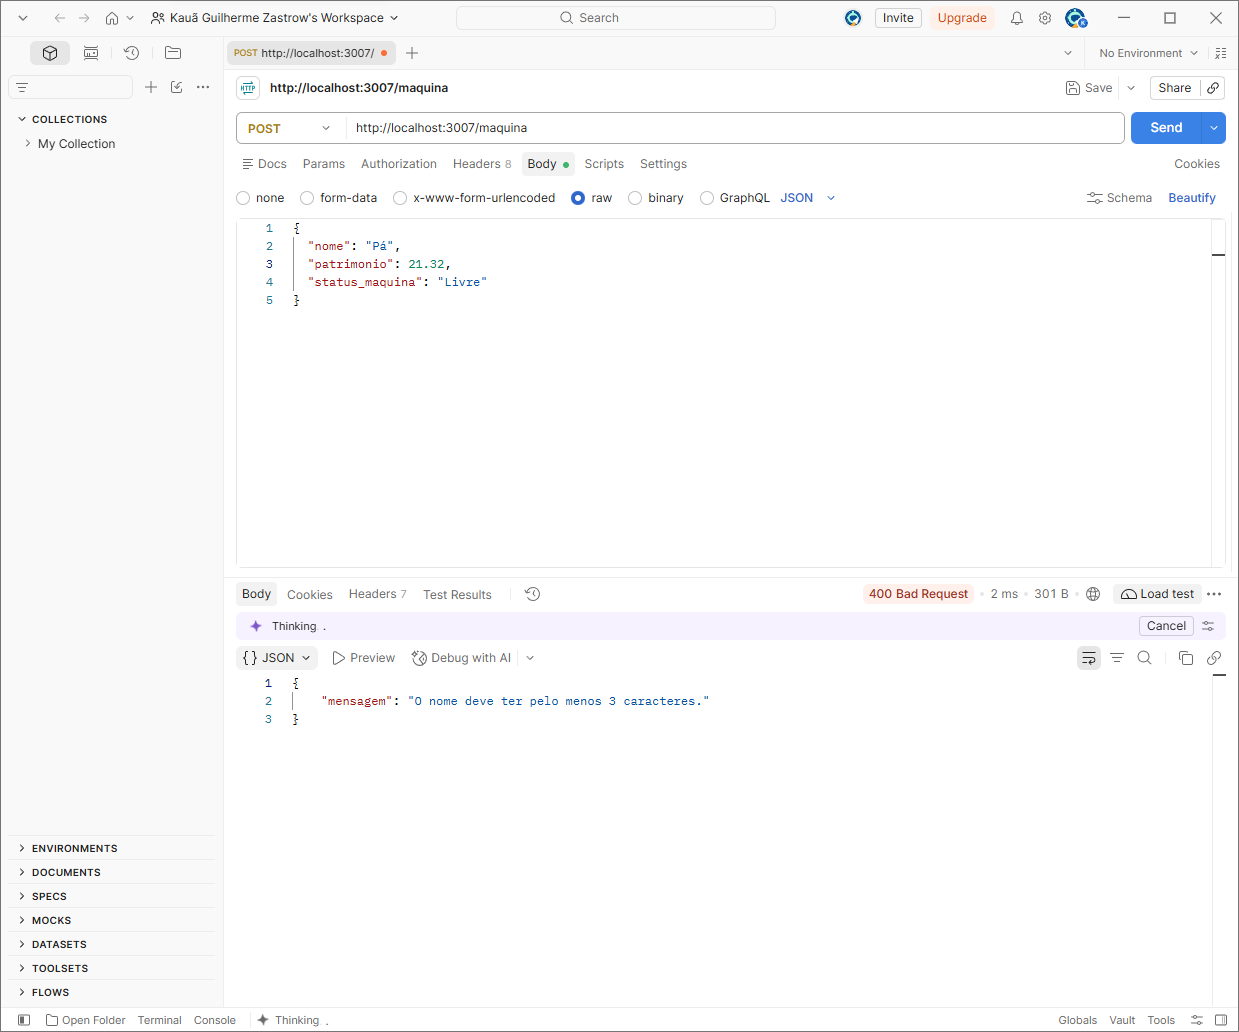 Kauã Guilherme Zastrow's Workspace
Search
Invite
Upgrade
POST http://localhost:3007/
No Environment
HTTP http://localhost:3007/maquina
Save
Share
COLLECTIONS
My Collection
POST http://localhost:3007/maquina
Send
Docs Params Authorization Headers 8 Body Scripts Settings
Cookies
none form-data x-www-form-urlencoded raw binary GraphQL JSON
Schema Beautify
1 {
2 "nome": "Pá",
3 "patrimonio": 21.32,
4 "status_maquina": "Livre"
5 }
Body Cookies Headers 7 Test Results
400 Bad Request • 2 ms • 301 B •
Load test
Thinking .
Cancel
{} JSON Preview Debug with AI
1 {
2 "mensagem": "O nome deve ter pelo menos 3 caracteres."
3 }
ENVIRONMENTS
DOCUMENTS
SPECS
MOCKS
DATASETS
TOOLSETS
FLOWS
Open Folder Terminal Console Thinking .
Globals Vault Tools